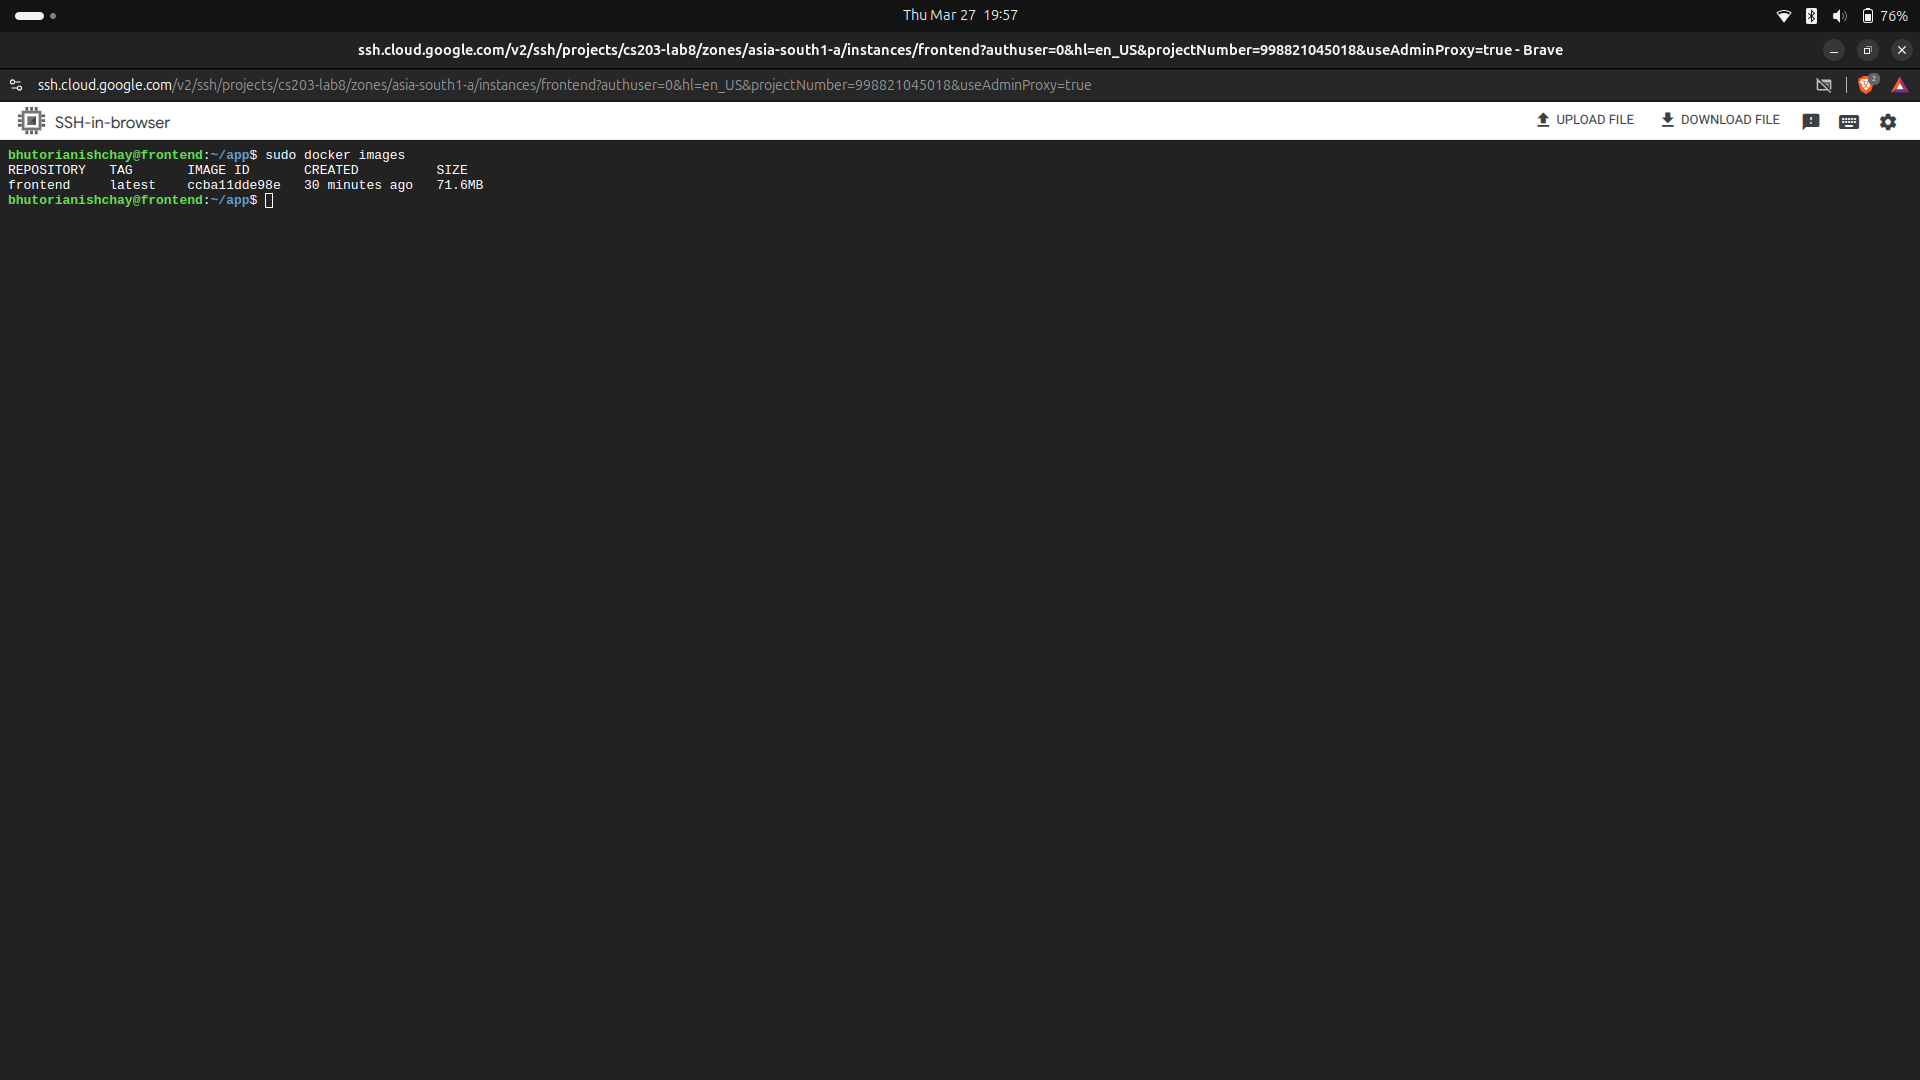 Thu Mar 27 19:57
76%
ssh.cloud.google.com/v2/ssh/projects/cs203-lab8/zones/asia-south1-a/instances/frontend?authuser=0&hl=en_US&projectNumber=998821045018&useAdminProxy=true - Brave
ssh.cloud.google.com/v2/ssh/projects/cs203-lab8/zones/asia-south1-a/instances/frontend?authuser=0&hl=en_US&projectNumber=998821045018&useAdminProxy=true
2
SSH-in-browser
UPLOAD FILE
DOWNLOAD FILE
bhutorianishchay@frontend:~/app$ sudo docker images
REPOSITORY   TAG       IMAGE ID       CREATED          SIZE
frontend     latest    ccba11dde98e   30 minutes ago   71.6MB
bhutorianishchay@frontend:~/app$